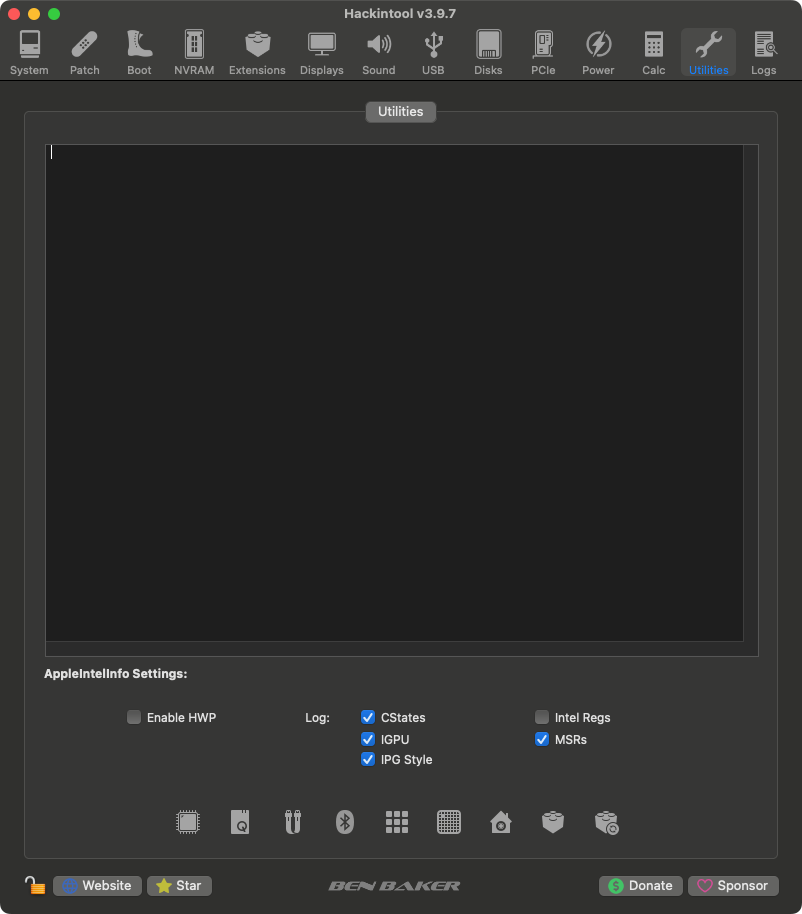 Hackintool v3.9.7
System Patch Boot NVRAM Extensions Displays Sound USB Disks PCIe Power Calc Utilities Logs
Utilities
AppleIntelInfo Settings:
Enable HWP Log: CStates Intel Regs
IGPU MSRs
IPG Style
Website Star BEN BAKER Donate Sponsor